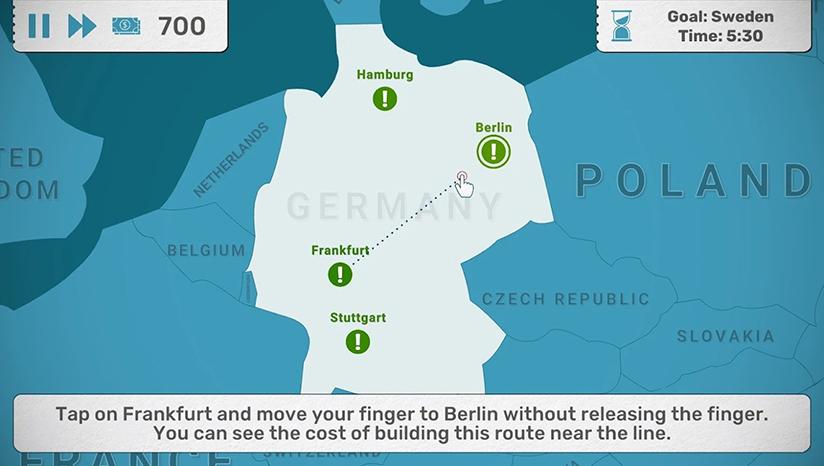 700
Goal: Sweden
Time: 5:30
Hamburg
Berlin
NETHERLANDS
TED
DOM
POLAND
GERMANY
BELGIUM
Frankfurt
CZECH REPUBLIC
Stuttgart
SLOVAKIA
Tap on Frankfurt and move your finger to Berlin without releasing the finger.
You can see the cost of building this route near the line.
FRANCE
SWITZERLAND